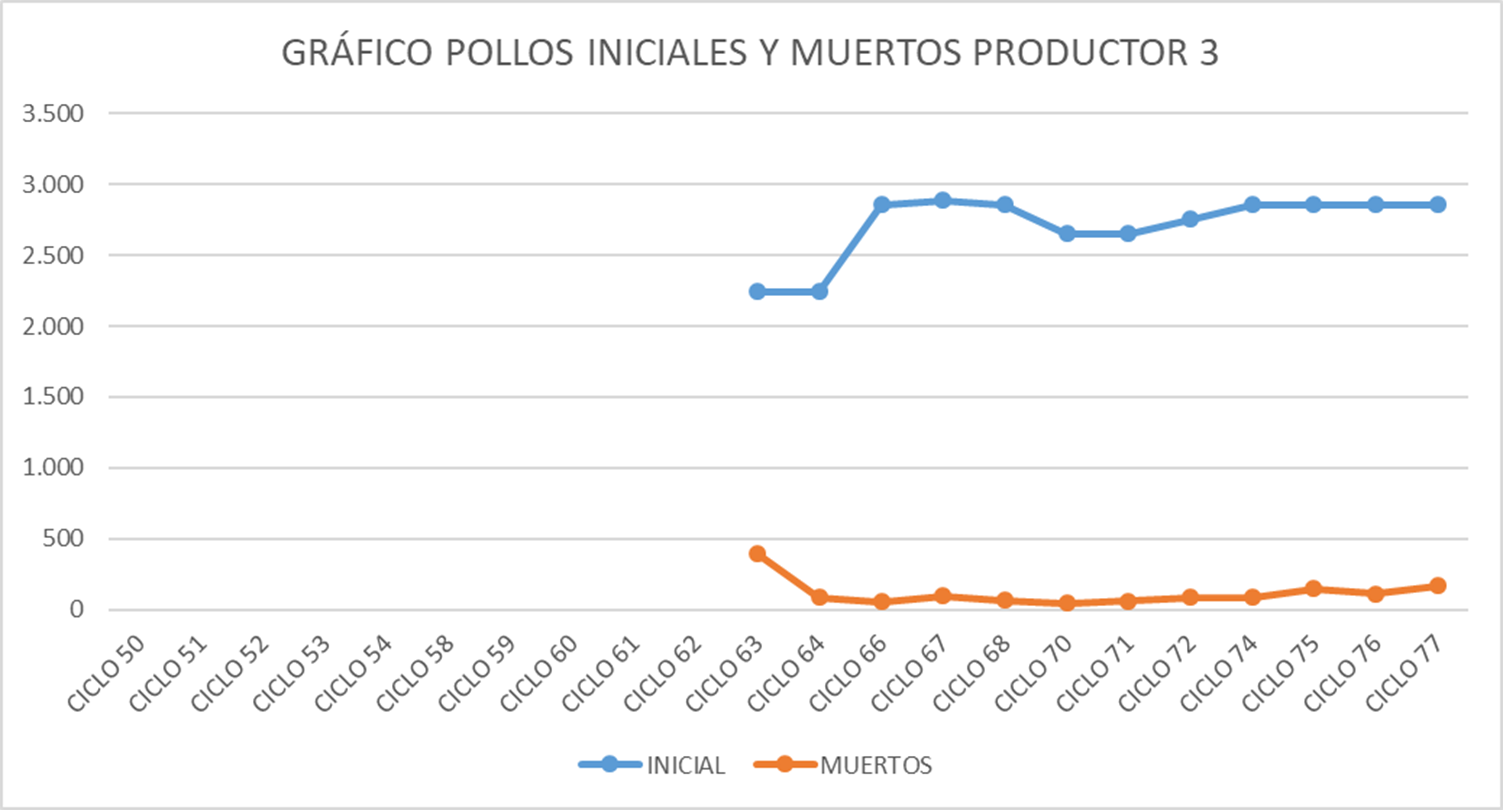 GRÁFICO POLLOS INICIALES Y MUERTOS PRODUCTOR 3
3.500
3.000
2.500
2.000
1.500
1.000
500
0
CICLO 50
CICLO 51
CICLO 52
CICLO 53
CICLO 54
CICLO 58
CICLO 59
CICLO 60
CICLO 61
CICLO 62
CICLO 63
CICLO 64
CICLO 66
CICLO 67
CICLO 68
CICLO 70
CICLO 71
CICLO 72
CICLO 74
CICLO 75
CICLO 76
CICLO 77
INICIAL
MUERTOS